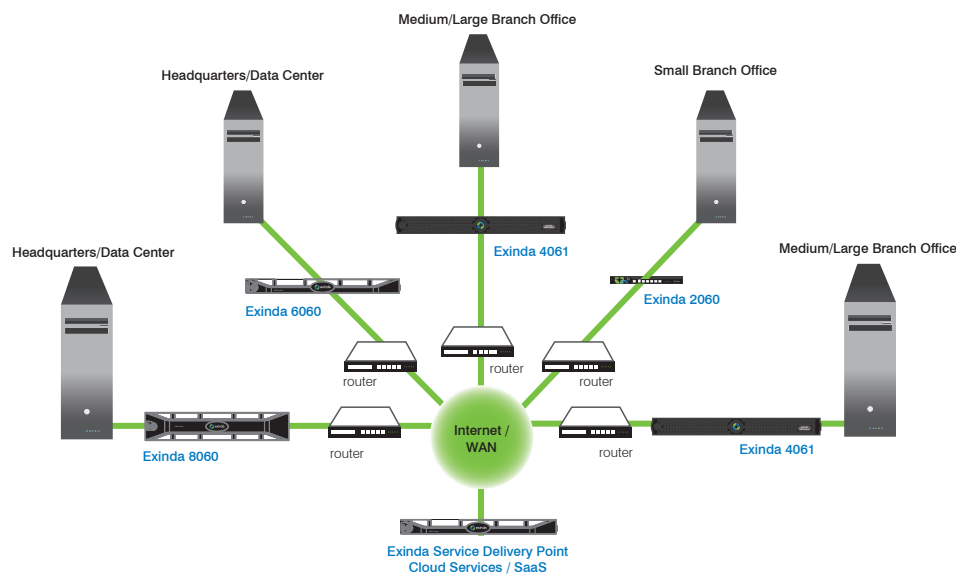 Medium/Large Branch Office
Headquarters/Data Center
Small Branch Office
Headquarters/Data Center
Exinda 4061
Medium/Large Branch Office
exinda
Exinda 6060
Exinda 2060
router
router
router
Internet /
WAN
exinda
Exinda 8060
router
router
Exinda 4061
Exinda Service Delivery Point
Cloud Services / SaaS